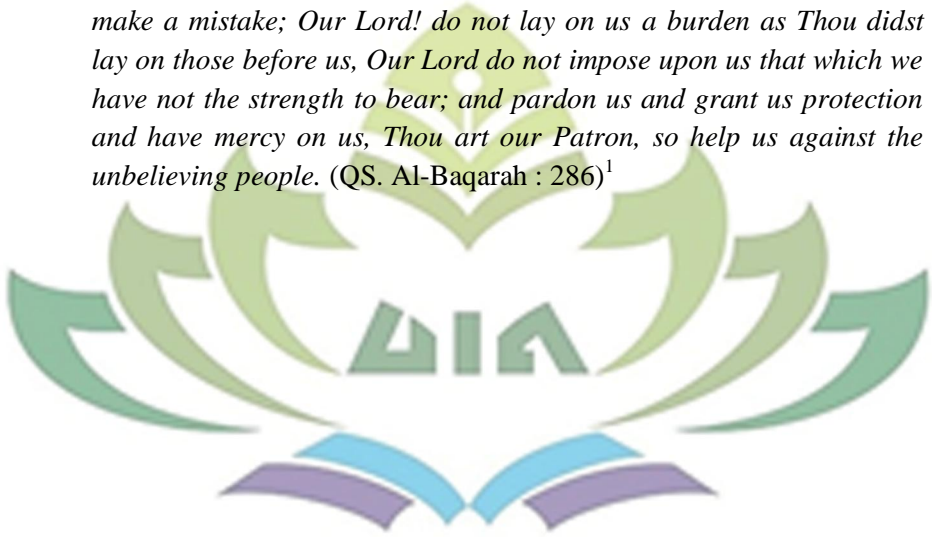 make a mistake; Our Lord! do not lay on us a burden as Thou didst
lay on those before us, Our Lord do not impose upon us that which we
have not the strength to bear; and pardon us and grant us protection
and have mercy on us, Thou art our Patron, so help us against the
unbelieving people. (QS. Al-Baqarah : 286)1